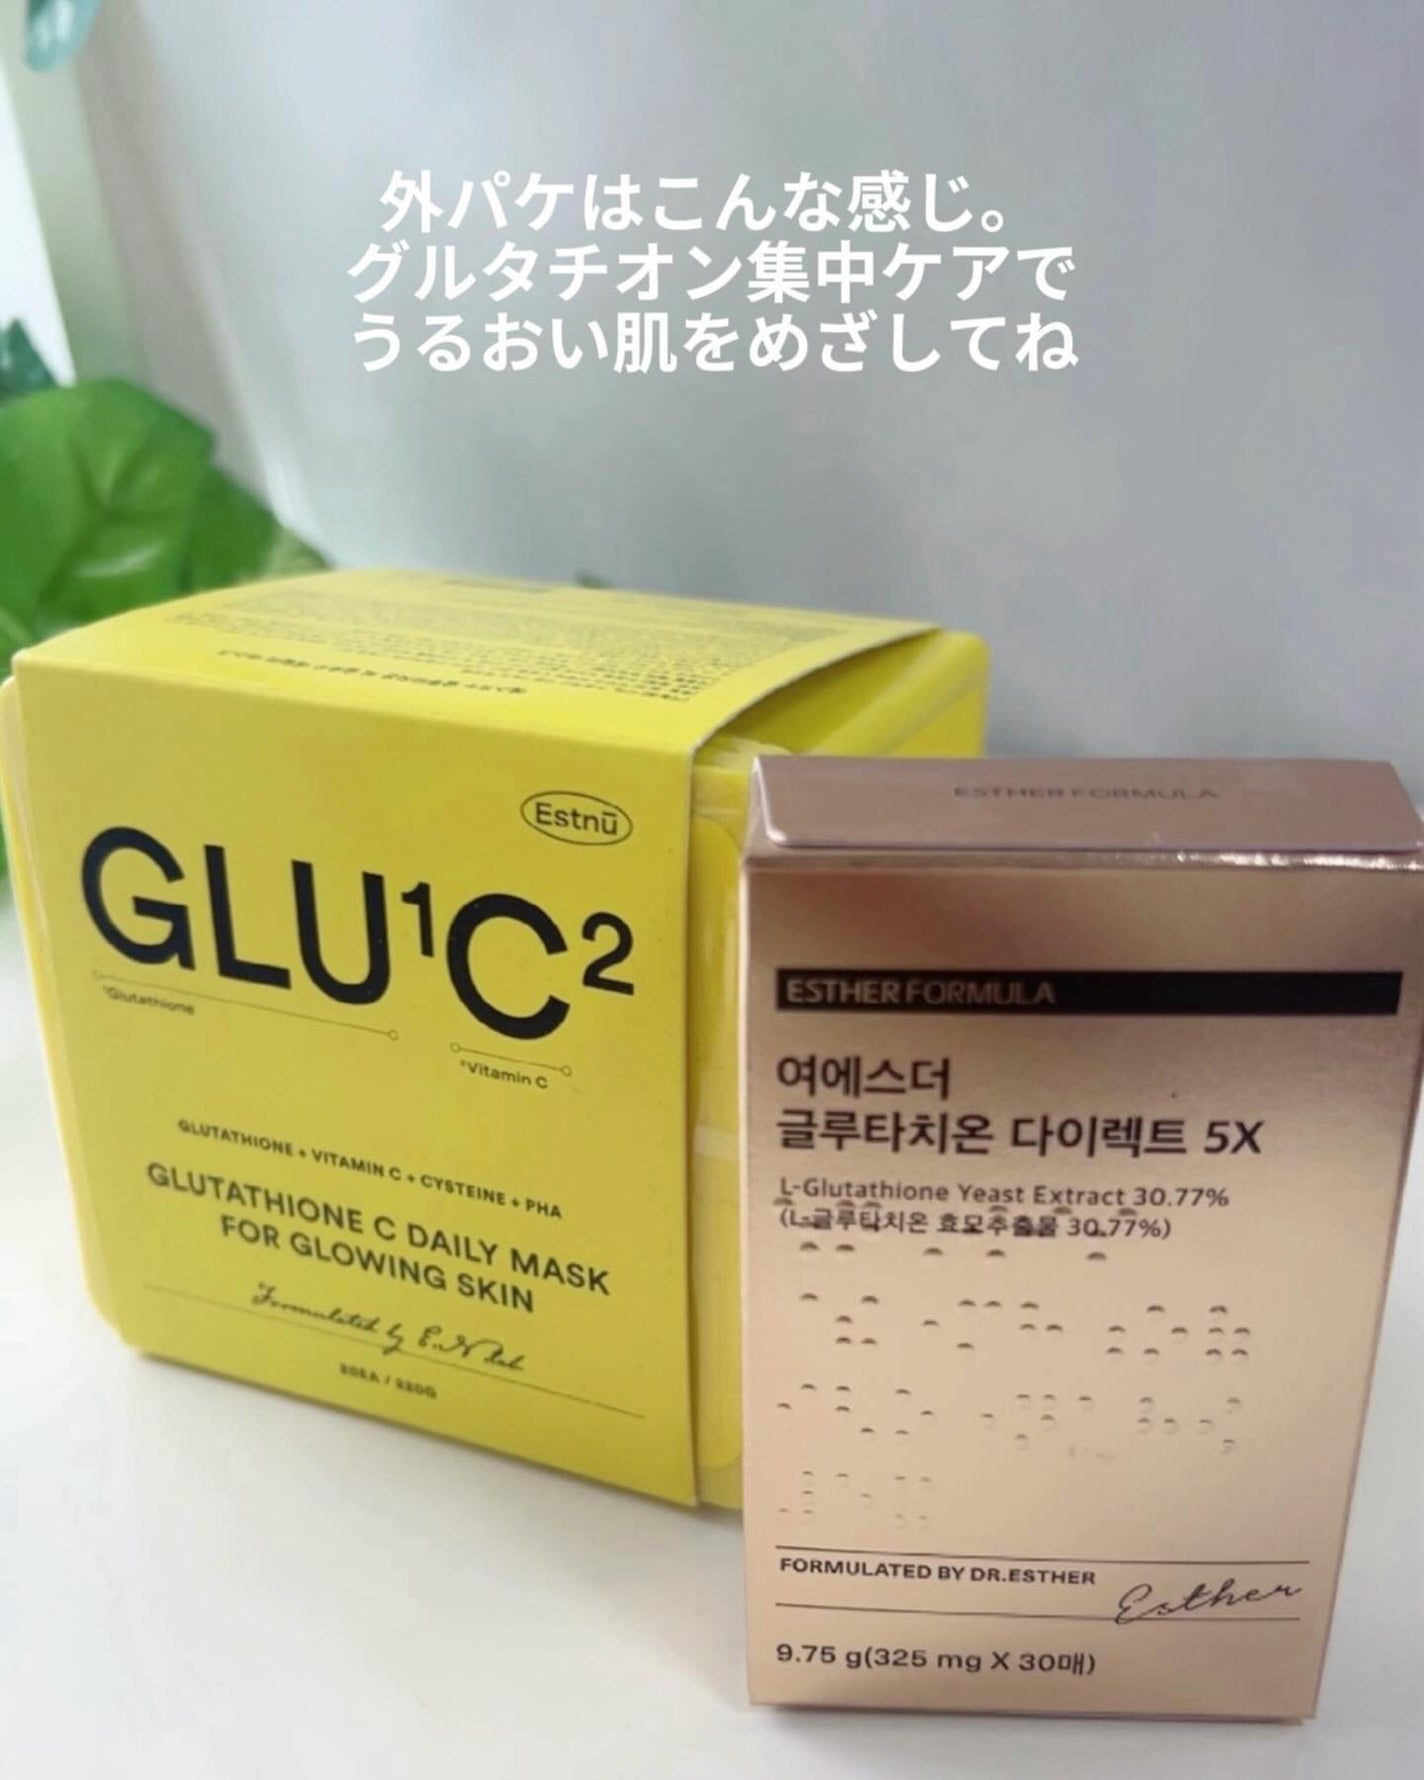 外パケはこんな感じ。
グルタチオン集中ケアで
うるおい肌をめざしてね
Estnū
GLU¹C²
¹Glutathione
²Vitamin C
GLUTATHIONE + VITAMIN C + CYSTEINE + PHA
GLUTATHIONE C DAILY MASK
FOR GLOWING SKIN
Formulated by E.N lab
ESTHER FORMULA
ESTHER FORMULA
여에스더
글루타치온 다이렉트 5X
L-Glutathione Yeast Extract 30.77%
(L-글루타치온 효모추출물 30.77%)
FORMULATED BY DR.ESTHER
Esther
9.75 g(325 mg X 30매)